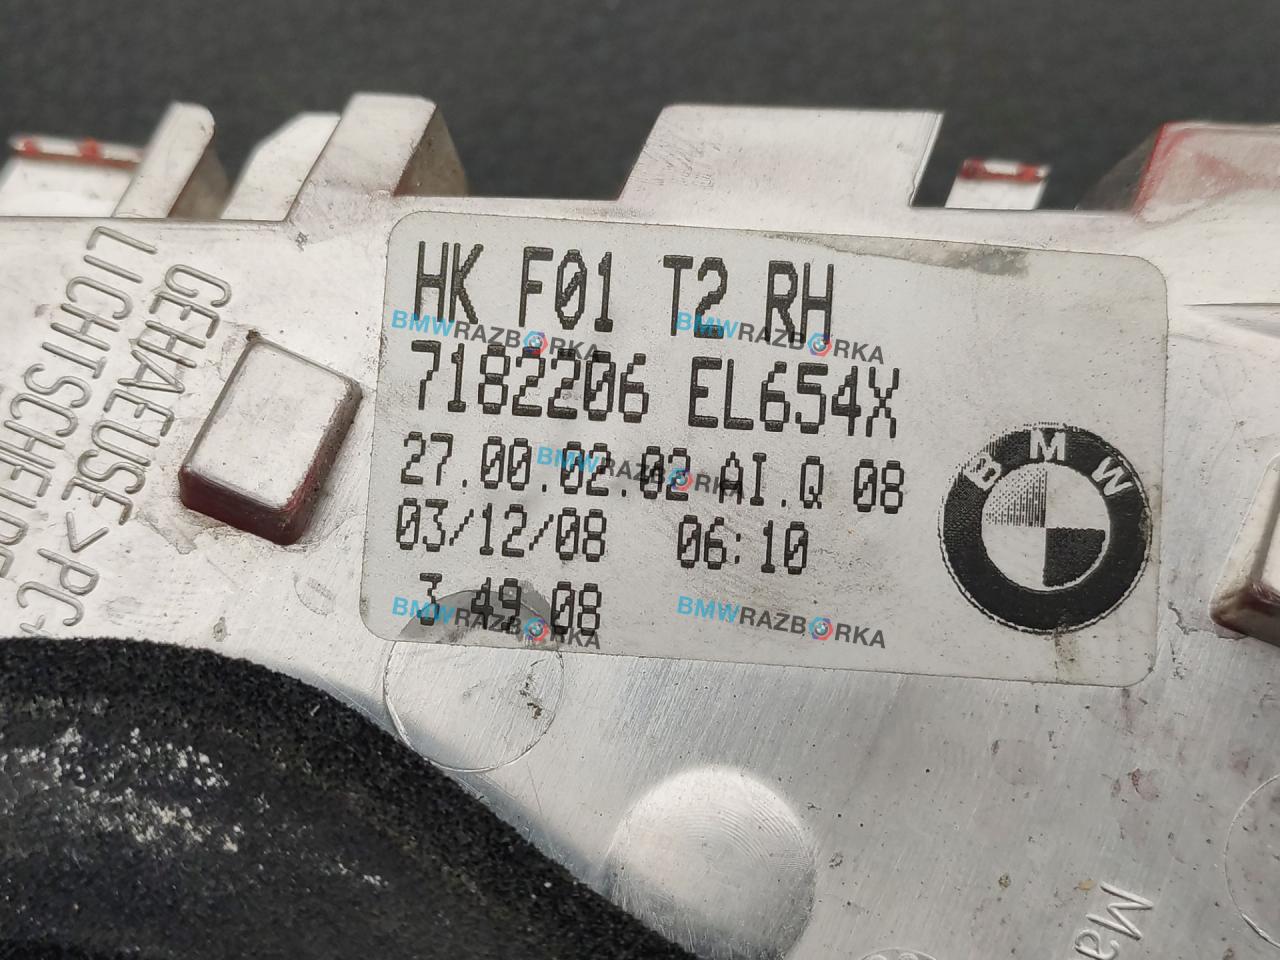 HK F01 T2 RH
7182206 EL654X
27.00.02.02 AI.Q 08
03/12/08 06:10
3 49 08
BMW
GEHAEUSE >PC-
LICHTSCHEIBE
Ma
BMWRAZBORKA
BMWRAZBORKA
BMWRAZBORKA
BMWRAZBORKA
BMWRAZBORKA